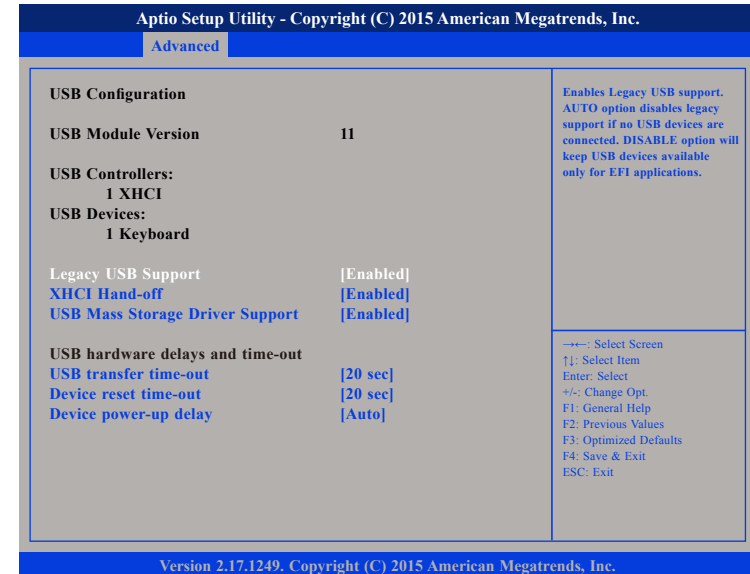 Aptio Setup Utility - Copyright (C) 2015 American Megatrends, Inc.
Advanced
USB Configuration
USB Module Version 11
USB Controllers:
1 XHCI
USB Devices:
1 Keyboard
Legacy USB Support [Enabled]
XHCI Hand-off [Enabled]
USB Mass Storage Driver Support [Enabled]
USB hardware delays and time-out
USB transfer time-out [20 sec]
Device reset time-out [20 sec]
Device power-up delay [Auto]
Enables Legacy USB support.
AUTO option disables legacy
support if no USB devices are
connected. DISABLE option will
keep USB devices available
only for EFI applications.
→←: Select Screen
↑↓: Select Item
Enter: Select
+/-: Change Opt.
F1: General Help
F2: Previous Values
F3: Optimized Defaults
F4: Save & Exit
ESC: Exit
Version 2.17.1249. Copyright (C) 2015 American Megatrends, Inc.